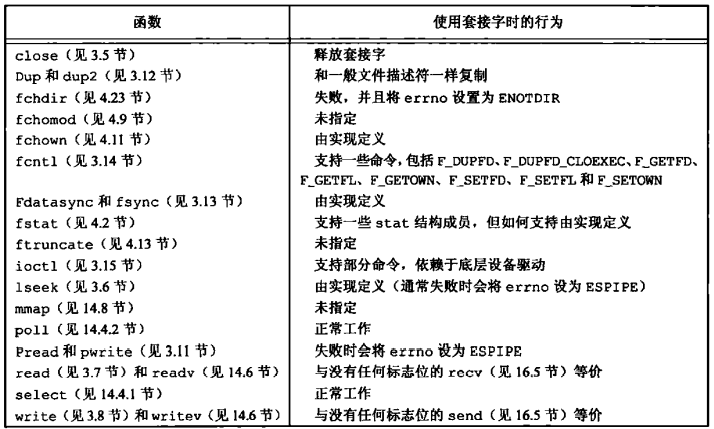 函数 使用套接字时的行为
close（见 3.5 节） 释放套接字
Dup 和 dup2（见 3.12 节） 和一般文件描述符一样复制
fchdir（见 4.23 节） 失败，并且将 errno 设置为 ENOTDIR
fchomod（见 4.9 节） 未指定
fchown（见 4.11 节） 由实现定义
fcntl（见 3.14 节） 支持一些命令，包括 F_DUPFD、F_DUPFD_CLOEXEC、F_GETFD、
F_GETFL、F_GETOWN、F_SETFD、F_SETFL 和 F_SETOWN
Fdatasync 和 fsync（见 3.13 节） 由实现定义
fstat（见 4.2 节） 支持一些 stat 结构成员，但如何支持由实现定义
ftruncate（见 4.13 节） 未指定
ioctl（见 3.15 节） 支持部分命令，依赖于底层设备驱动
lseek（见 3.6 节） 由实现定义（通常失败时会将 errno 设为 ESPIPE）
mmap（见 14.8 节） 未指定
poll（见 14.4.2 节） 正常工作
Pread 和 pwrite（见 3.11 节） 失败时会将 errno 设为 ESPIPE
read（见 3.7 节）和 readv（见 14.6 节） 与没有任何标志位的 recv（见 16.5 节）等价
select（见 14.4.1 节） 正常工作
write（见 3.8 节）和 writev（见 14.6 节） 与没有任何标志位的 send（见 16.5 节）等价